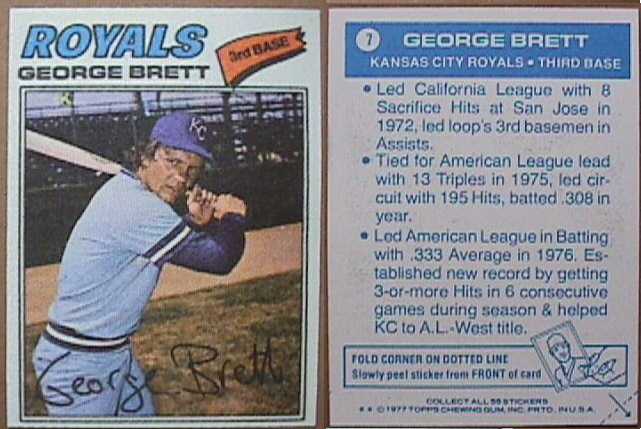 ROYALS
3rd BASE
GEORGE BRETT
KC
George Brett
7
GEORGE BRETT
KANSAS CITY ROYALS • THIRD BASE
• Led California League with 8
Sacrifice Hits at San Jose in
1972, led loop's 3rd basemen in
Assists.
• Tied for American League lead
with 13 Triples in 1975, led cir-
cuit with 195 Hits, batted .308 in
year.
• Led American League in Batting
with .333 Average in 1976. Es-
tablished new record by getting
3-or-more Hits in 6 consecutive
games during season & helped
KC to A.L.-West title.
FOLD CORNER ON DOTTED LINE
Slowly peel sticker from FRONT of card
COLLECT ALL 55 STICKERS
★★ © 1977 TOPPS CHEWING GUM, INC. PRTD. IN U.S.A.